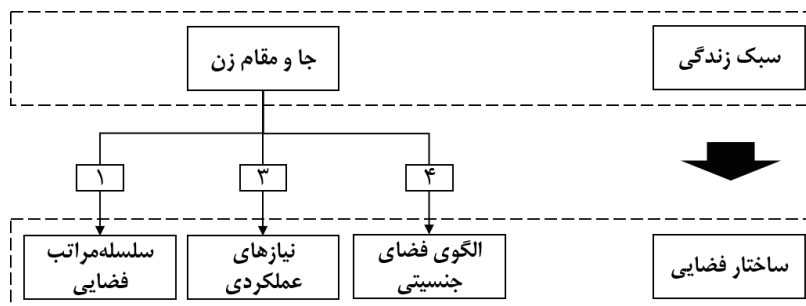 سبک زندگی
جا و مقام زن
۴
۳
۱
ساختار فضایی
الگوی فضای
جنسیتی
نیازهای
عملکردی
سلسله‌مراتب
فضایی